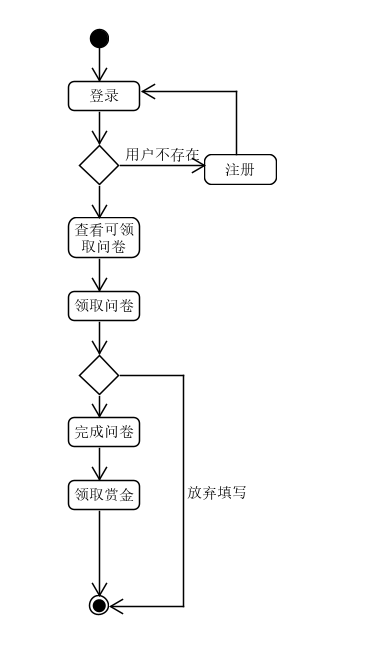 登录
用户不存在
注册
查看可领
取问卷
领取问卷
完成问卷
领取赏金
放弃填写